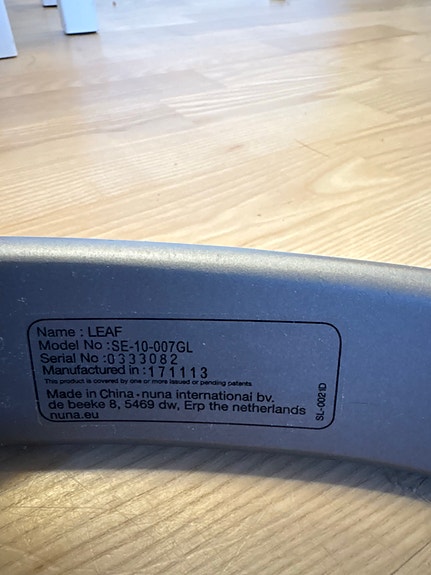 Name : LEAF
Model No :SE-10-007GL
Serial No :0333082
Manufactured in :171113
This product is covered by one or more issued or pending patents
Made in China - nuna international bv.
de beeke 8, 5469 dw, Erp the netherlands
nuna.eu
SL-0021D